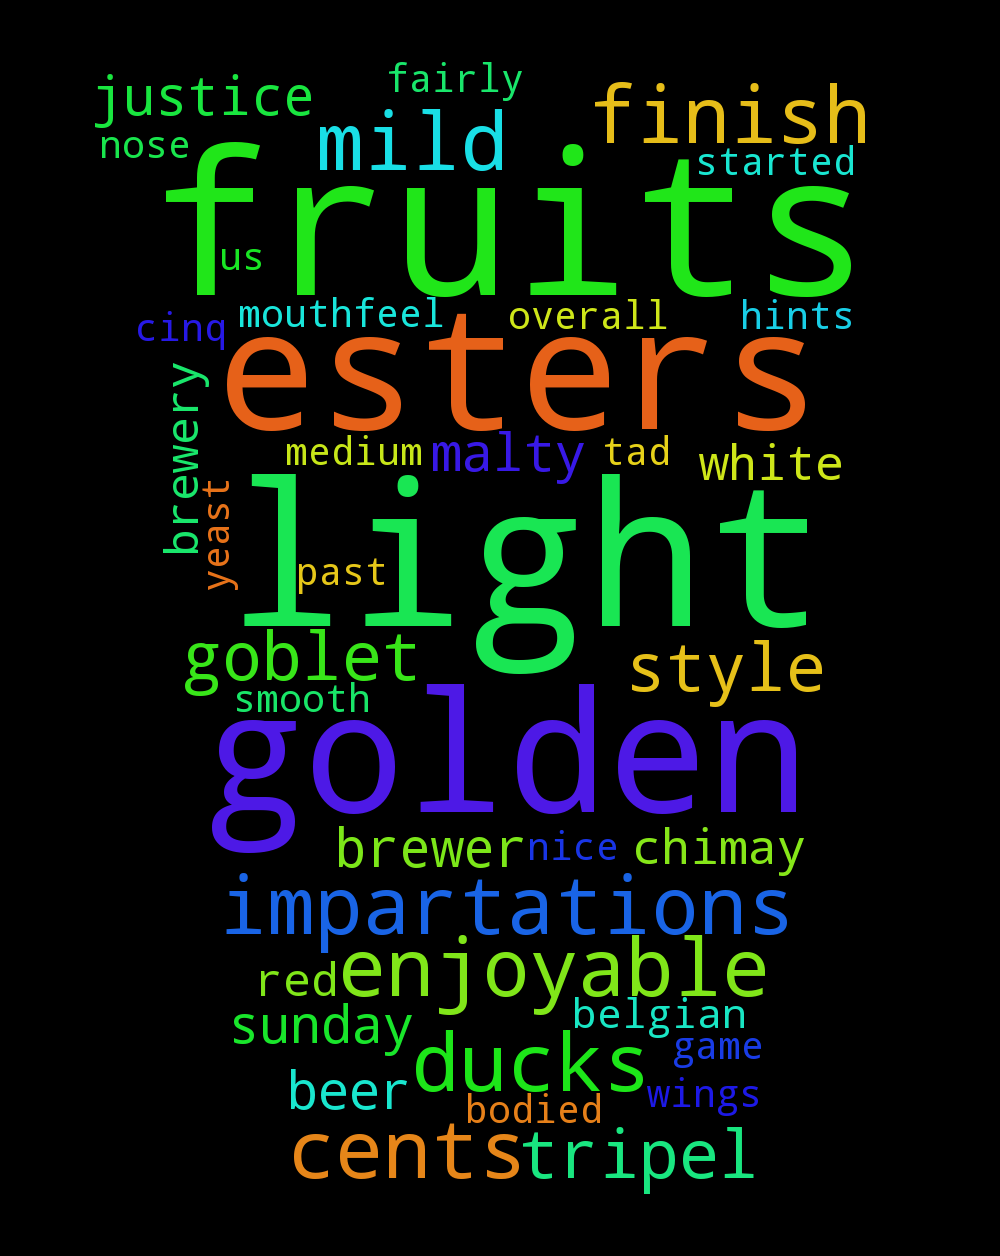 fairly
justice
finish
mild
nose
started
fruits
us
mouthfeel
overall
hints
cinq
esters
brewery
medium
malty
tad
white
light
yeast
past
goblet
style
smooth
golden
brewer
nice
chimay
impartations
enjoyable
red
belgian
sunday
game
ducks
beer
wings
bodied
cents
tripel